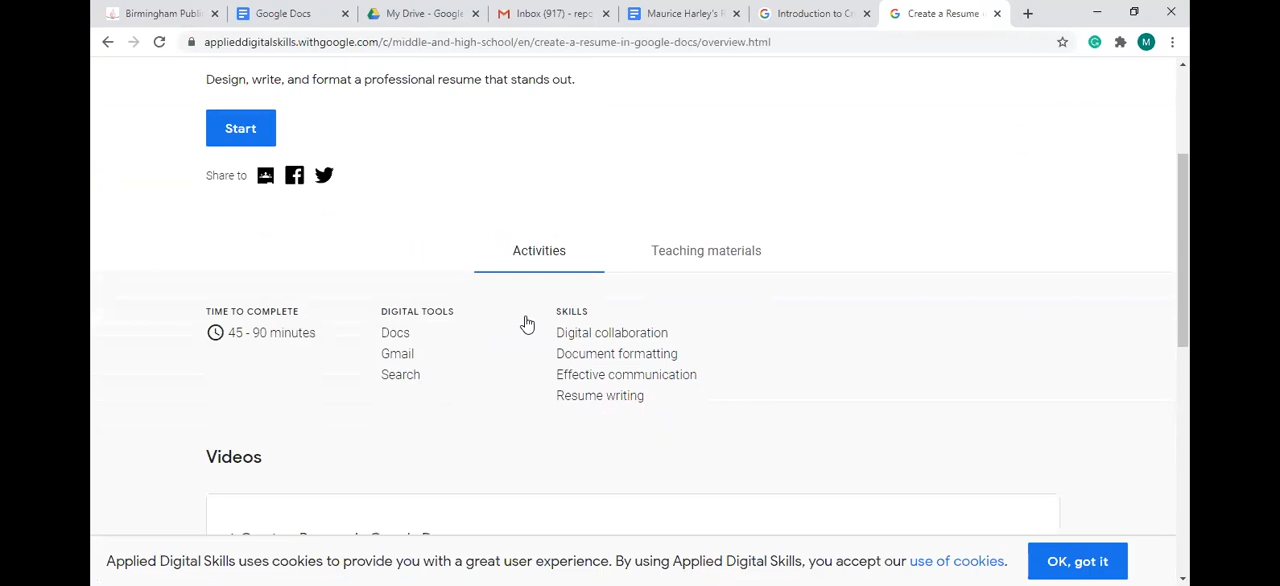 Birmingham Publi
Google Docs
My Drive - Google
Inbox (917) - repo
Maurice Harley's R
Introduction to C
Create a Resume
applieddigitalskills.withgoogle.com/c/middle-and-high-school/en/create-a-resume-in-google-docs/overview.html
M
Design, write, and format a professional resume that stands out.
Start
Share to
Activities Teaching materials
TIME TO COMPLETE DIGITAL TOOLS SKILLS
45 - 90 minutes Docs Digital collaboration
Gmail Document formatting
Search Effective communication
Resume writing
Videos
Applied Digital Skills uses cookies to provide you with a great user experience. By using Applied Digital Skills, you accept our use of cookies. OK, got it